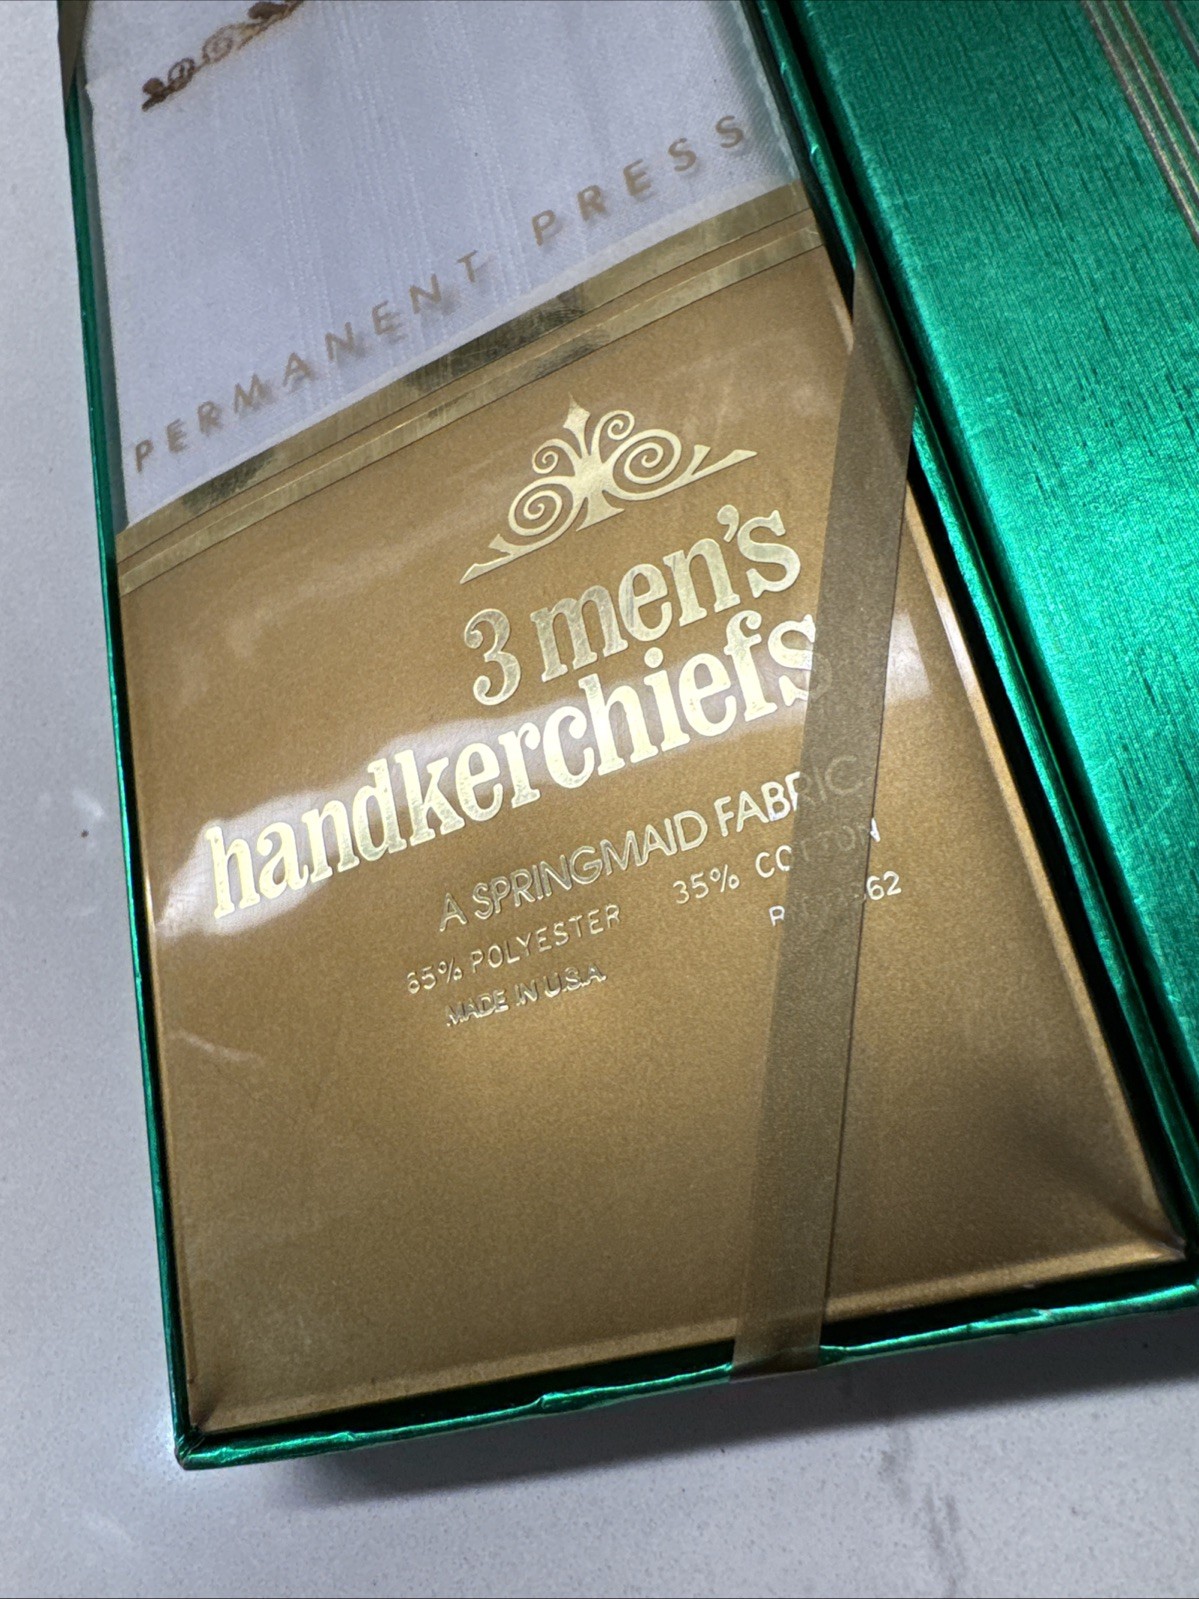 PERMANENT PRESS
3 men's
handkerchiefs
A SPRINGMAID FABRIC
65% POLYESTER 35% COTTON
MADE IN U.S.A.